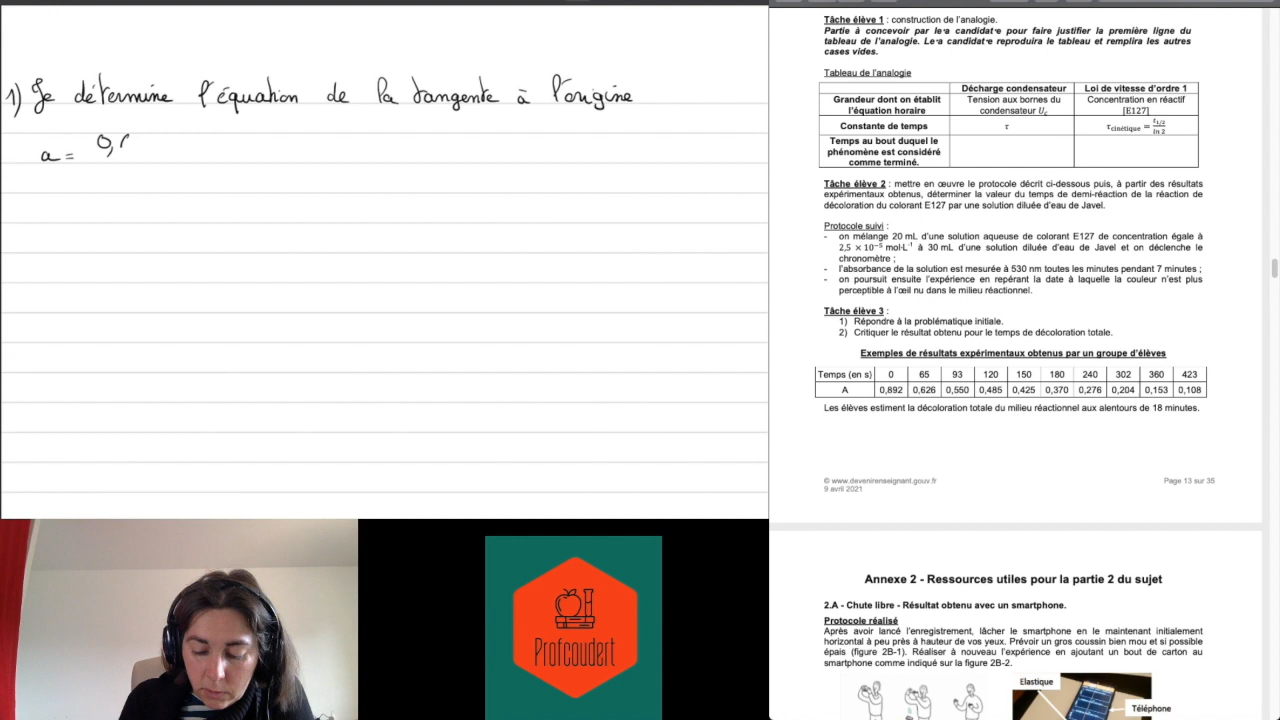 1) Je détermine l'équation de la tangente à l'origine
a = 0,
Tâche élève 1 : construction de l'analogie.
Partie à concevoir par le·a candidat·e pour faire justifier la première ligne du
tableau de l'analogie. Le·a candidat·e reproduira le tableau et remplira les autres
cases vides.
Tableau de l'analogie
Décharge condensateur Loi de vitesse d'ordre 1
Grandeur dont on établit Tension aux bornes du Concentration en réactif
l'équation horaire condensateur Uc [E127]
Constante de temps τ τcinétique = t1/2 / ln 2
Temps au bout duquel le
phénomène est considéré
comme terminé.
Tâche élève 2 : mettre en œuvre le protocole décrit ci-dessous puis, à partir des résultats
expérimentaux obtenus, déterminer la valeur du temps de demi-réaction de la réaction de
décoloration du colorant E127 par une solution diluée d'eau de Javel.
Protocole suivi :
- on mélange 20 mL d'une solution aqueuse de colorant E127 de concentration égale à
2,5 × 10⁻⁵ mol·L⁻¹ à 30 mL d'une solution diluée d'eau de Javel et on déclenche le
chronomètre ;
- l'absorbance de la solution est mesurée à 530 nm toutes les minutes pendant 7 minutes ;
- on poursuit ensuite l'expérience en repérant la date à laquelle la couleur n'est plus
perceptible à l'œil nu dans le milieu réactionnel.
Tâche élève 3 :
1) Répondre à la problématique initiale.
2) Critiquer le résultat obtenu pour le temps de décoloration totale.
Exemples de résultats expérimentaux obtenus par un groupe d'élèves
Temps (en s) 0 65 93 120 150 180 240 302 360 423
A 0,892 0,626 0,550 0,485 0,425 0,370 0,276 0,204 0,153 0,108
Les élèves estiment la décoloration totale du milieu réactionnel aux alentours de 18 minutes.
© www.devenirenseignant.gouv.fr Page 13 sur 35
9 avril 2021
Annexe 2 - Ressources utiles pour la partie 2 du sujet
2.A - Chute libre - Résultat obtenu avec un smartphone.
Protocole réalisé
Après avoir lancé l'enregistrement, lâcher le smartphone en le maintenant initialement
horizontal à peu près à hauteur de vos yeux. Prévoir un gros coussin bien mou et si possible
épais (figure 2B-1). Réaliser à nouveau l'expérience en ajoutant un bout de carton au
smartphone comme indiqué sur la figure 2B-2.
Elastique
Téléphone
Profcoudert